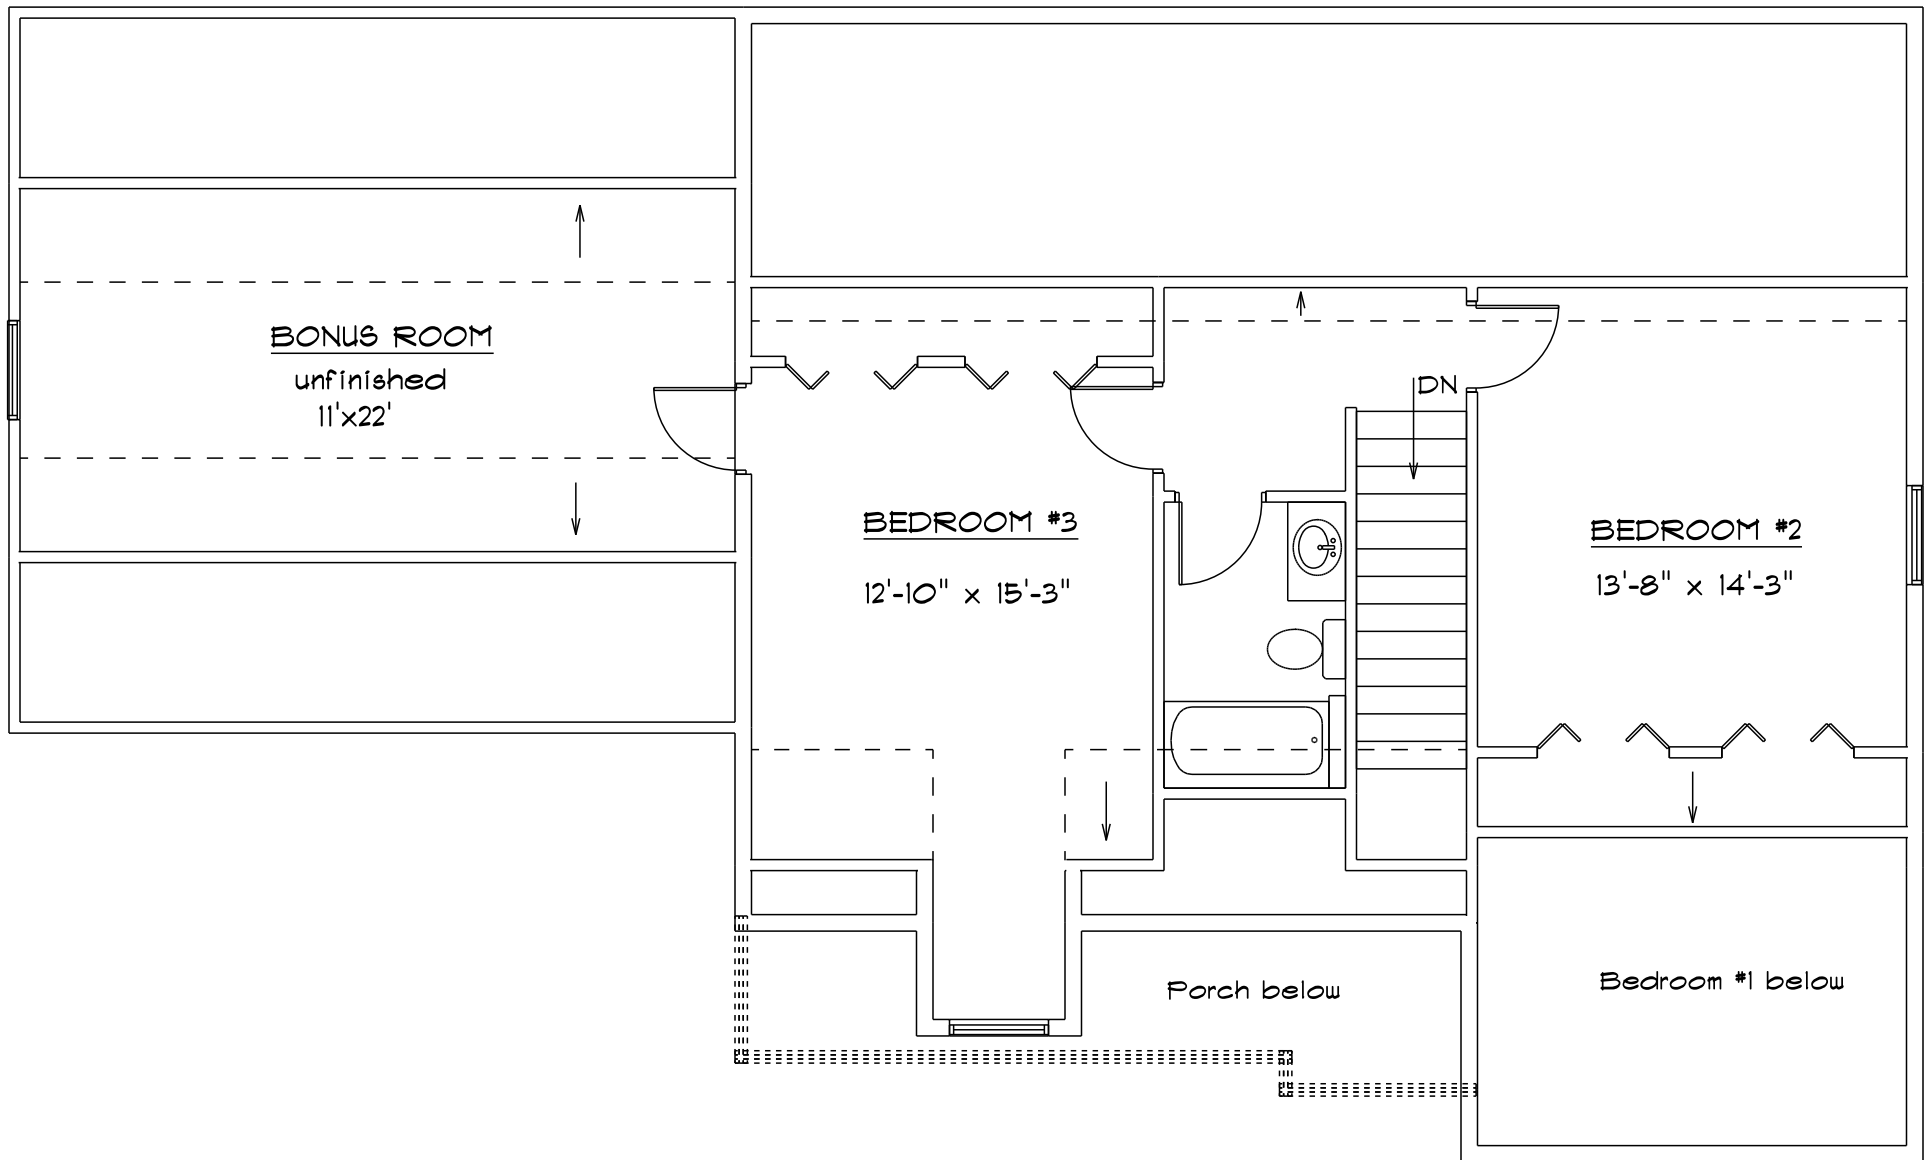 BONUS ROOM
unfinished
11'x22'
DN
BEDROOM #3
12'-10" x 15'-3"
BEDROOM #2
13'-8" x 14'-3"
Porch below
Bedroom #1 below